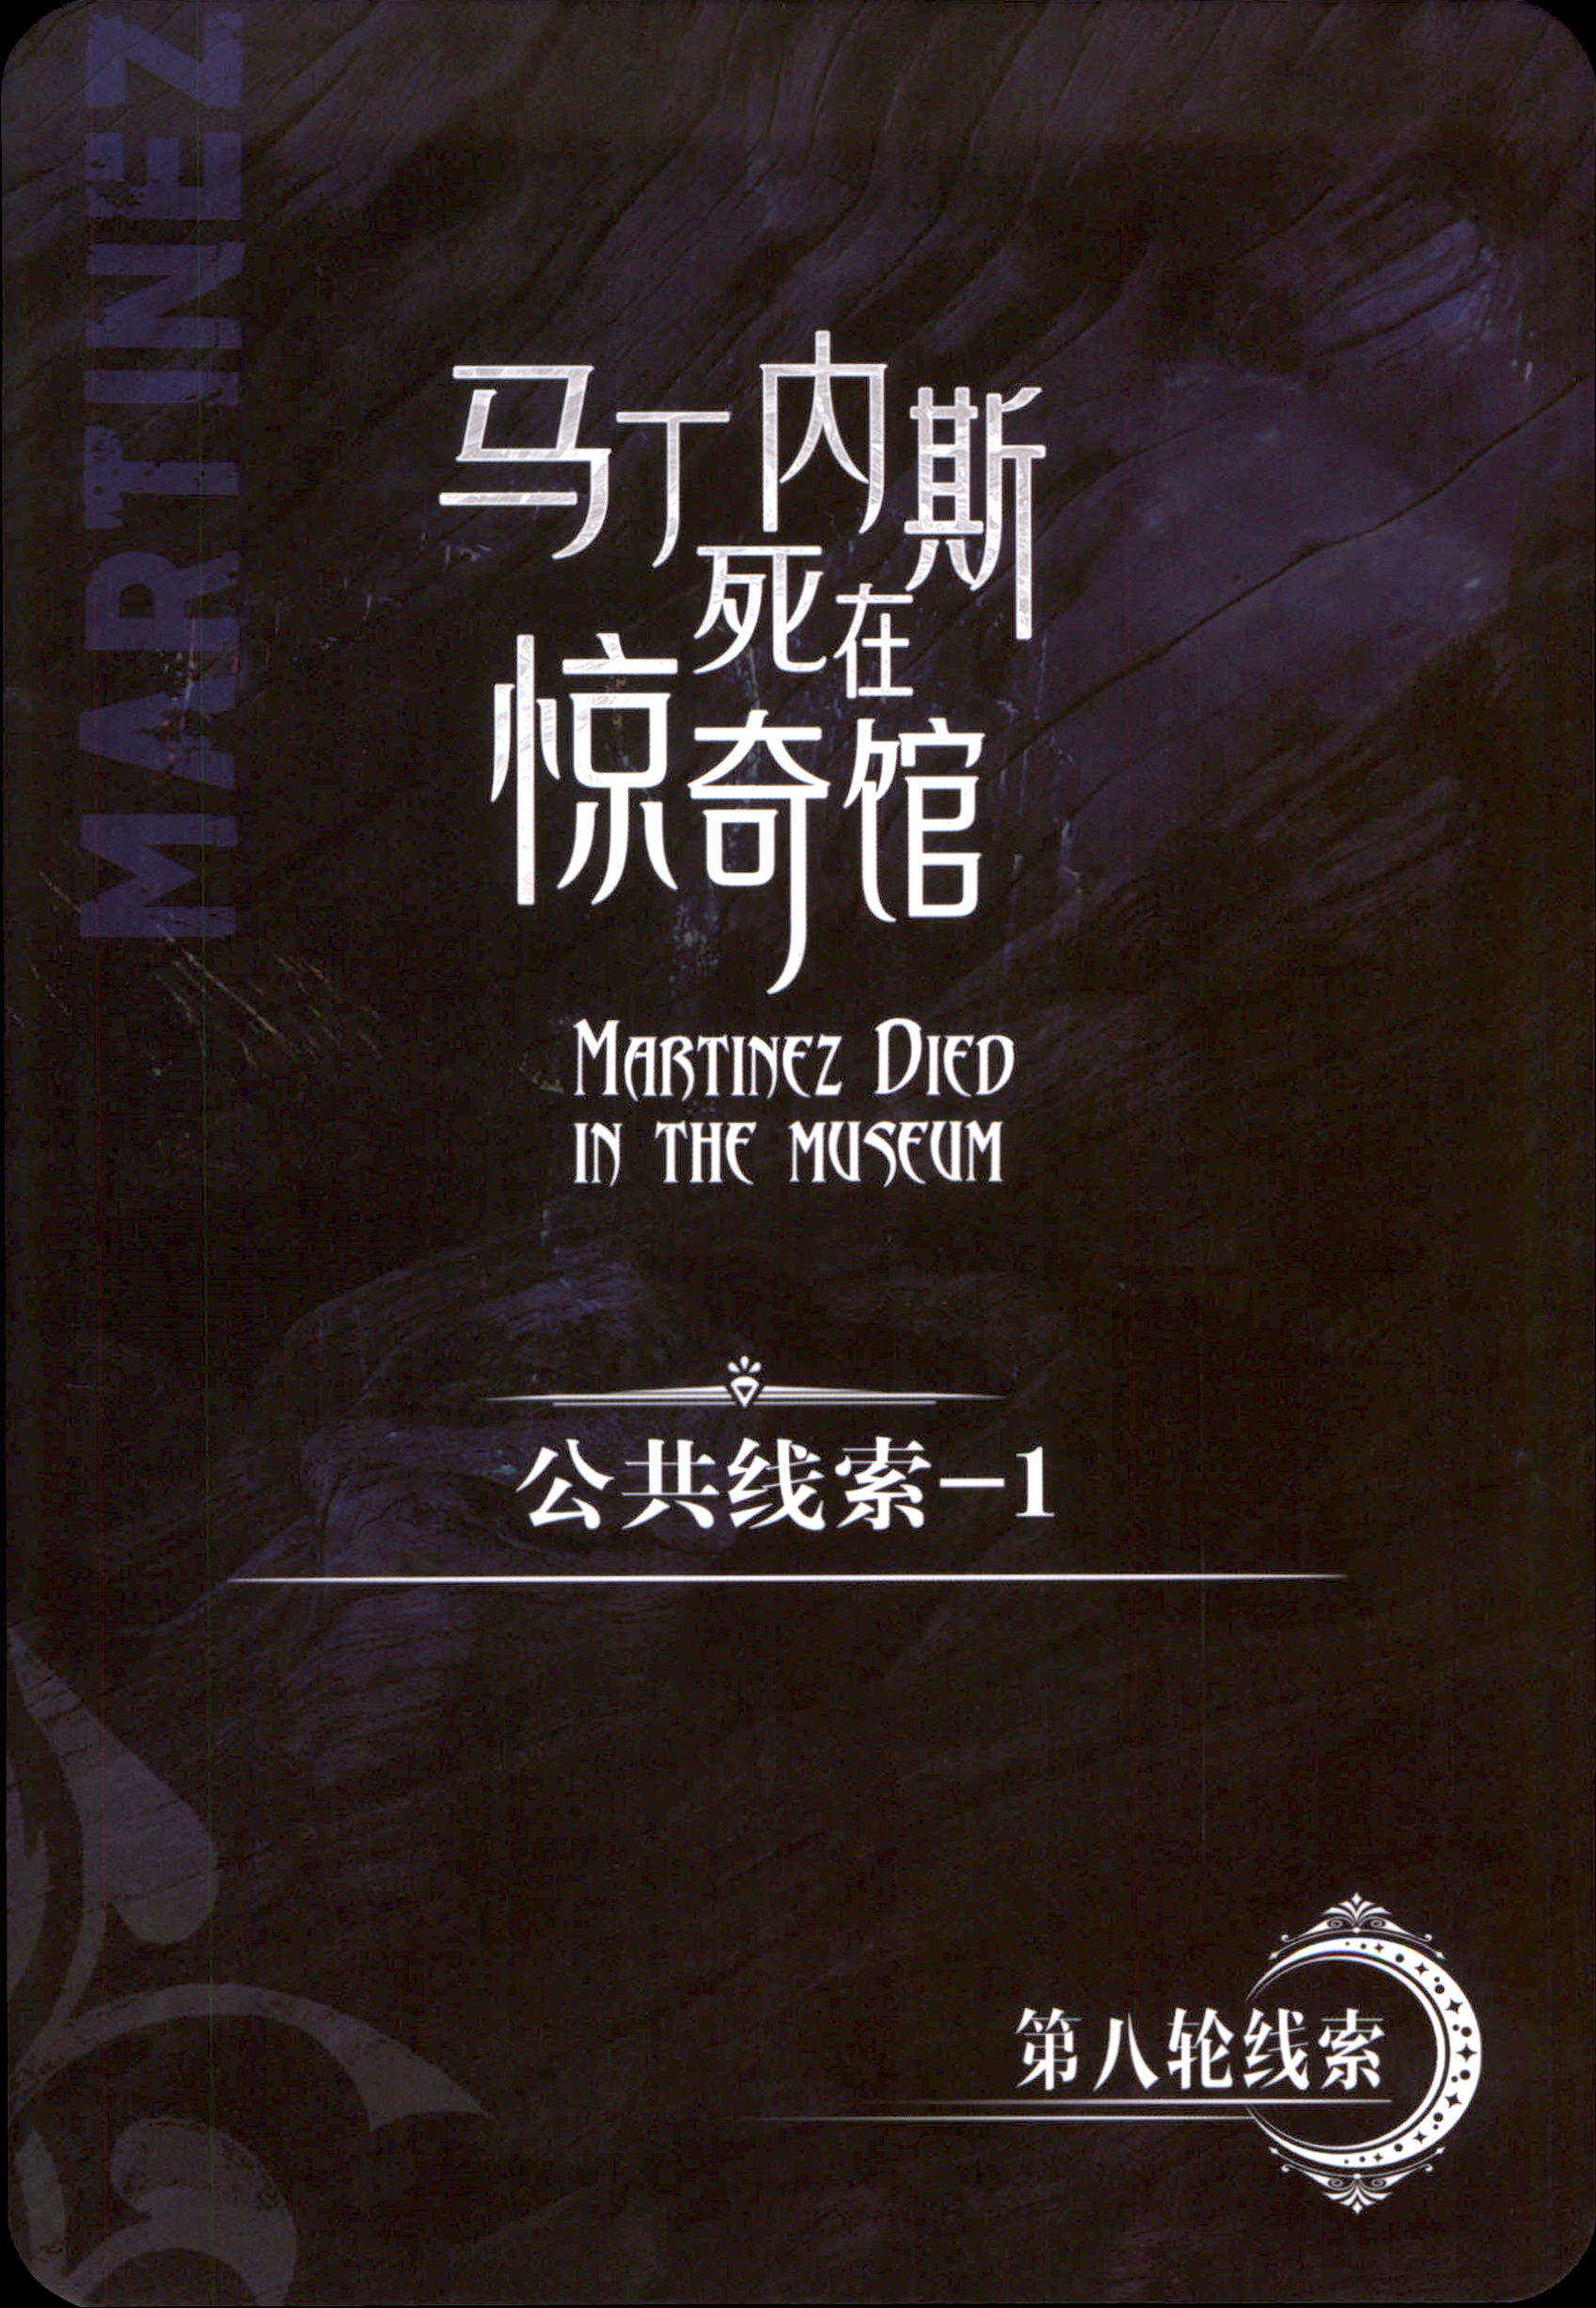 MARTINEZ
马丁内斯
死在
惊奇馆
MARTINEZ DIED
IN THE MUSEUM
公共线索-1
第八轮线索